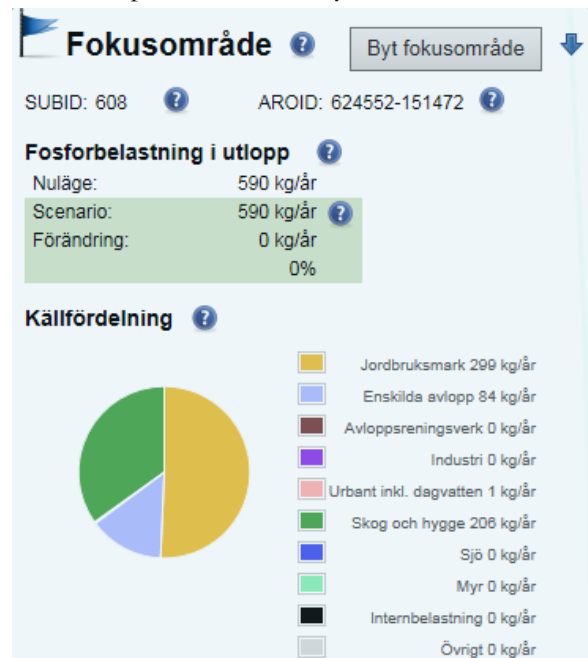 Fokusområde ? Byt fokusområde
SUBID: 608 ? AROID: 624552-151472 ?
Fosforbelastning i utlopp ?
Nuläge: 590 kg/år
Scenario: 590 kg/år ?
Förändring: 0 kg/år
0%
Källfördelning ?
Jordbruksmark 299 kg/år
Enskilda avlopp 84 kg/år
Avloppsreningsverk 0 kg/år
Industri 0 kg/år
Urbant inkl. dagvatten 1 kg/år
Skog och hygge 206 kg/år
Sjö 0 kg/år
Myr 0 kg/år
Internbelastning 0 kg/år
Övrigt 0 kg/år